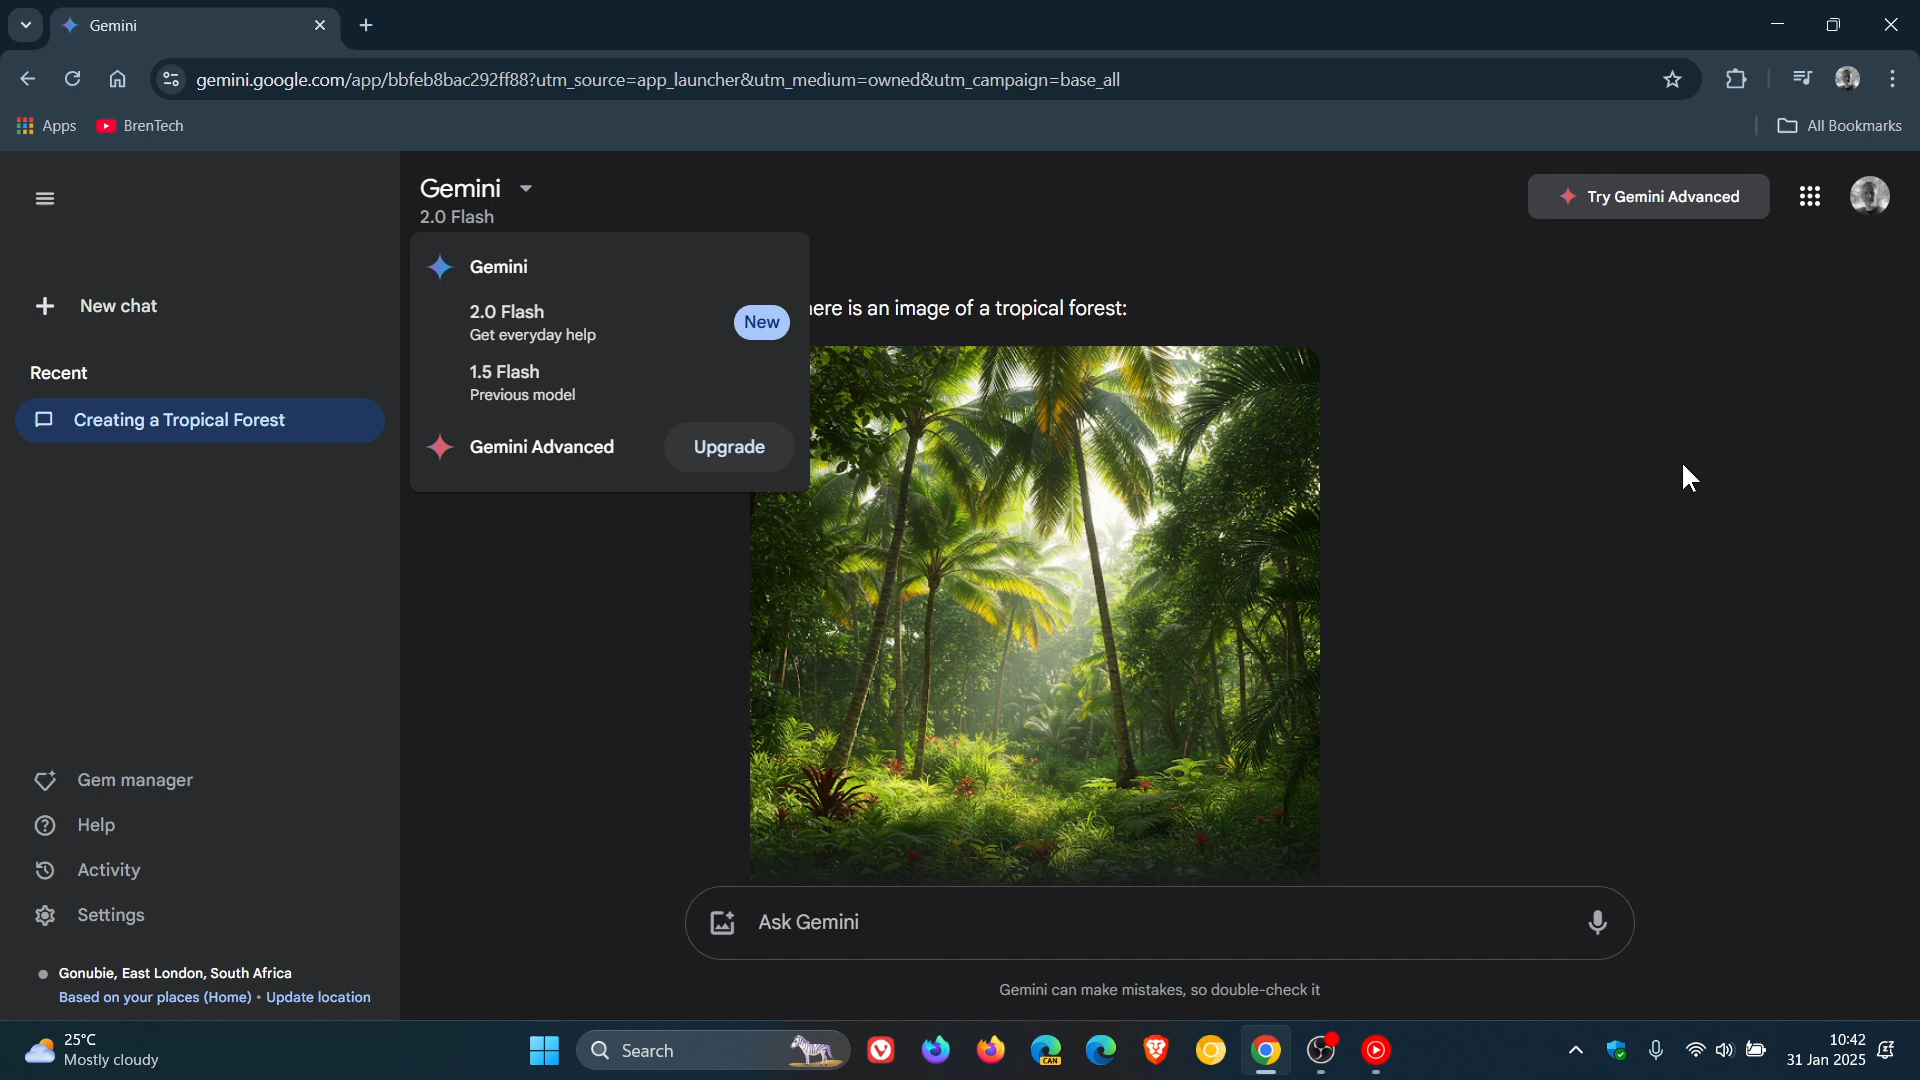 Gemini
gemini.google.com/app/bbfeb8bac292ff88?utm_source=app_launcher&utm_medium=owned&utm_campaign=base_all
Apps
BrenTech
All Bookmarks
Gemini
2.0 Flash
Try Gemini Advanced
Gemini
2.0 Flash
Get everyday help
New
1.5 Flash
Previous model
Gemini Advanced
Upgrade
here is an image of a tropical forest:
New chat
Recent
Creating a Tropical Forest
Gem manager
Help
Activity
Settings
Gonubie, East London, South Africa
Based on your places (Home) • Update location
Ask Gemini
Gemini can make mistakes, so double-check it
25°C
Mostly cloudy
Search
CAN
10:42
31 Jan 2025